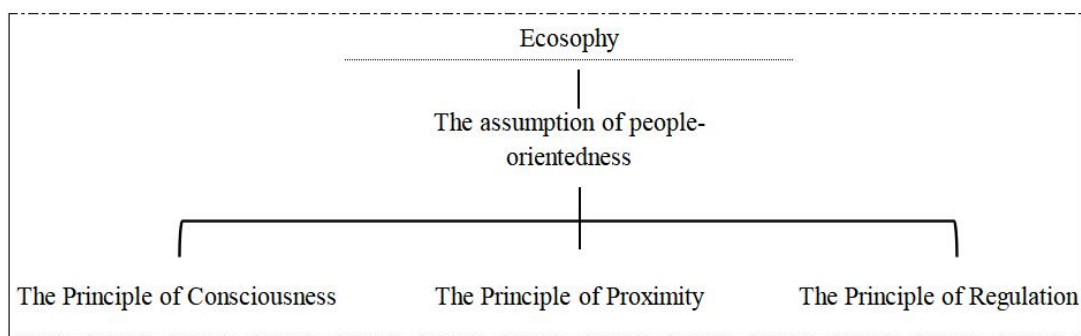 Ecosophy
The assumption of people-
orientedness
The Principle of Consciousness
The Principle of Proximity
The Principle of Regulation